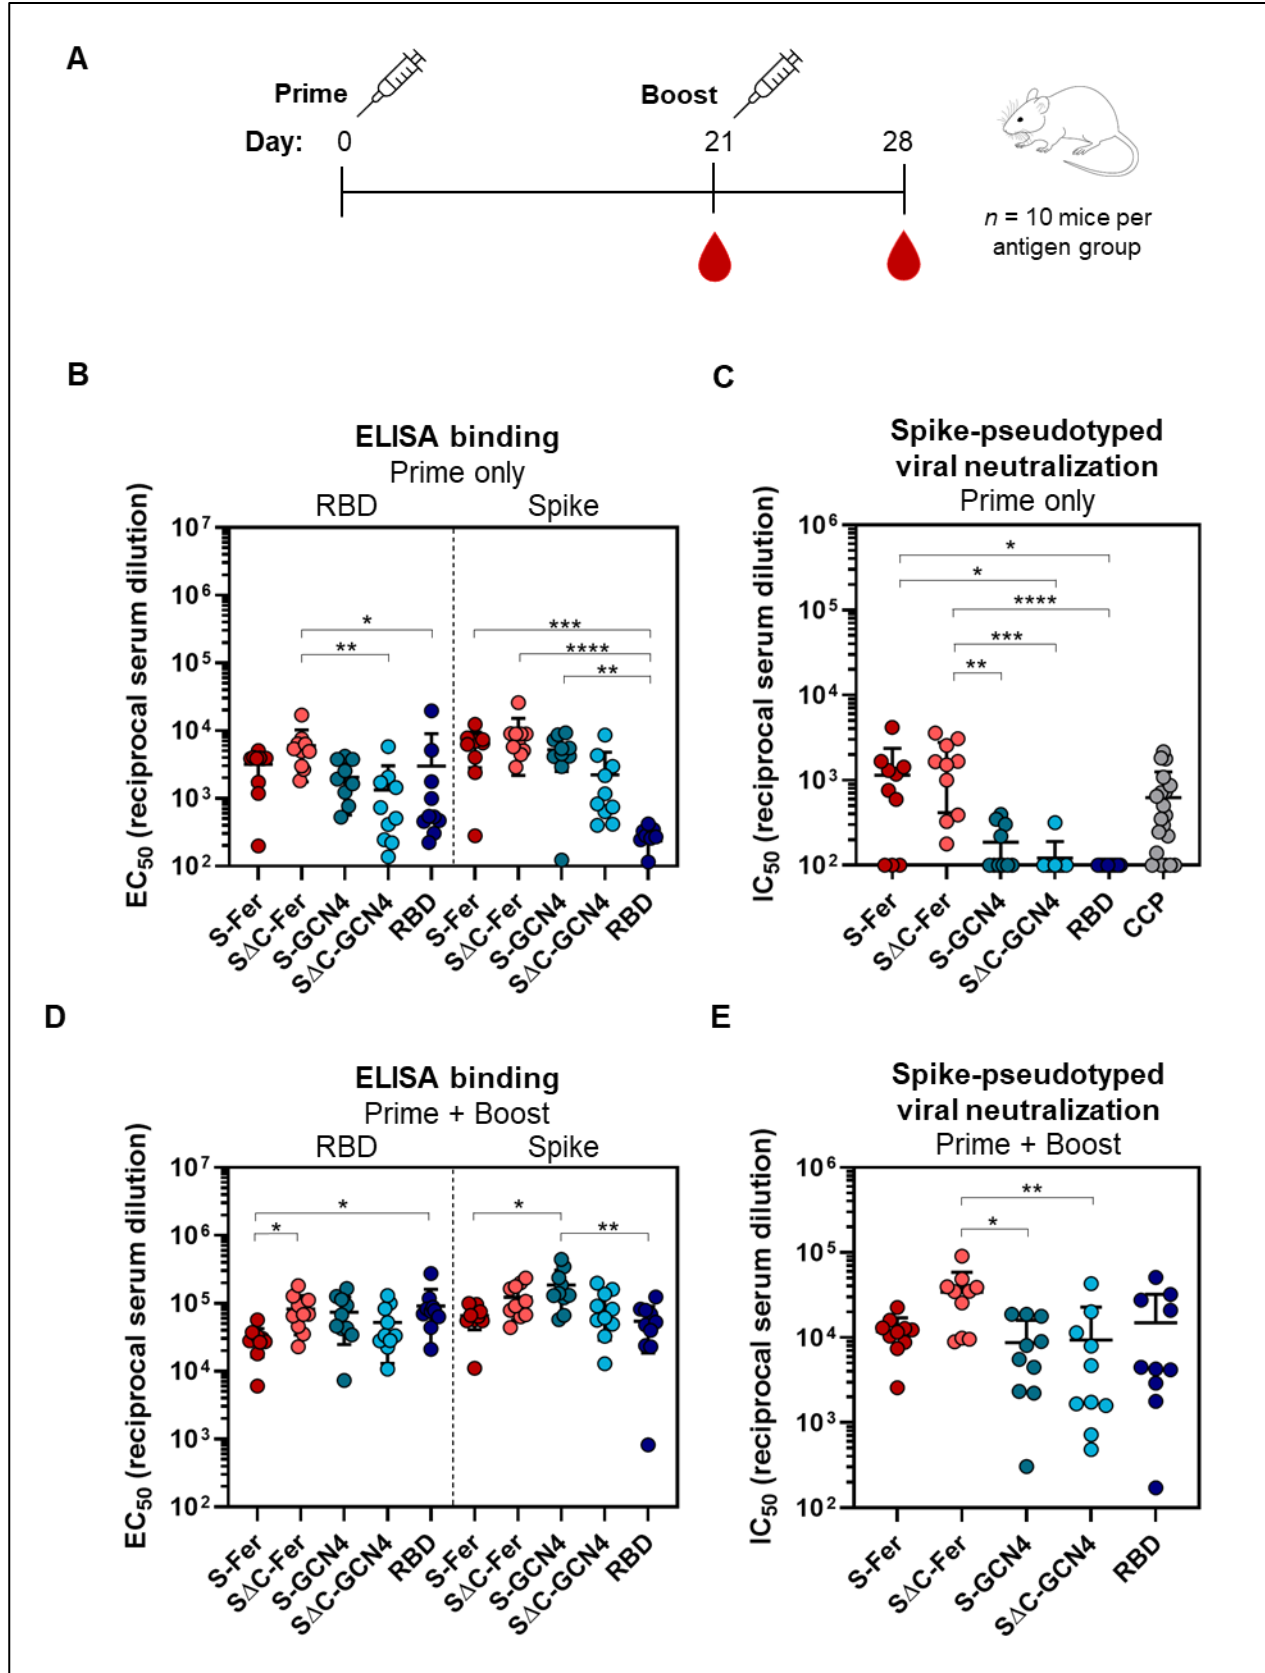 A
Prime
Boost
Day: 0 21 28
n = 10 mice per
antigen group
B
ELISA binding
Prime only
RBD Spike
EC50 (reciprocal serum dilution)
10^7
10^6
10^5
10^4
10^3
10^2
* ** *** **** **
S-Fer SΔC-Fer S-GCN4 SΔC-GCN4 RBD S-Fer SΔC-Fer S-GCN4 SΔC-GCN4 RBD
C
Spike-pseudotyped
viral neutralization
Prime only
IC50 (reciprocal serum dilution)
10^6
10^5
10^4
10^3
10^2
*
*
****
***
**
S-Fer SΔC-Fer S-GCN4 SΔC-GCN4 RBD CCP
D
ELISA binding
Prime + Boost
RBD Spike
EC50 (reciprocal serum dilution)
10^7
10^6
10^5
10^4
10^3
10^2
* * * **
S-Fer SΔC-Fer S-GCN4 SΔC-GCN4 RBD S-Fer SΔC-Fer S-GCN4 SΔC-GCN4 RBD
E
Spike-pseudotyped
viral neutralization
Prime + Boost
IC50 (reciprocal serum dilution)
10^6
10^5
10^4
10^3
10^2
**
*
S-Fer SΔC-Fer S-GCN4 SΔC-GCN4 RBD